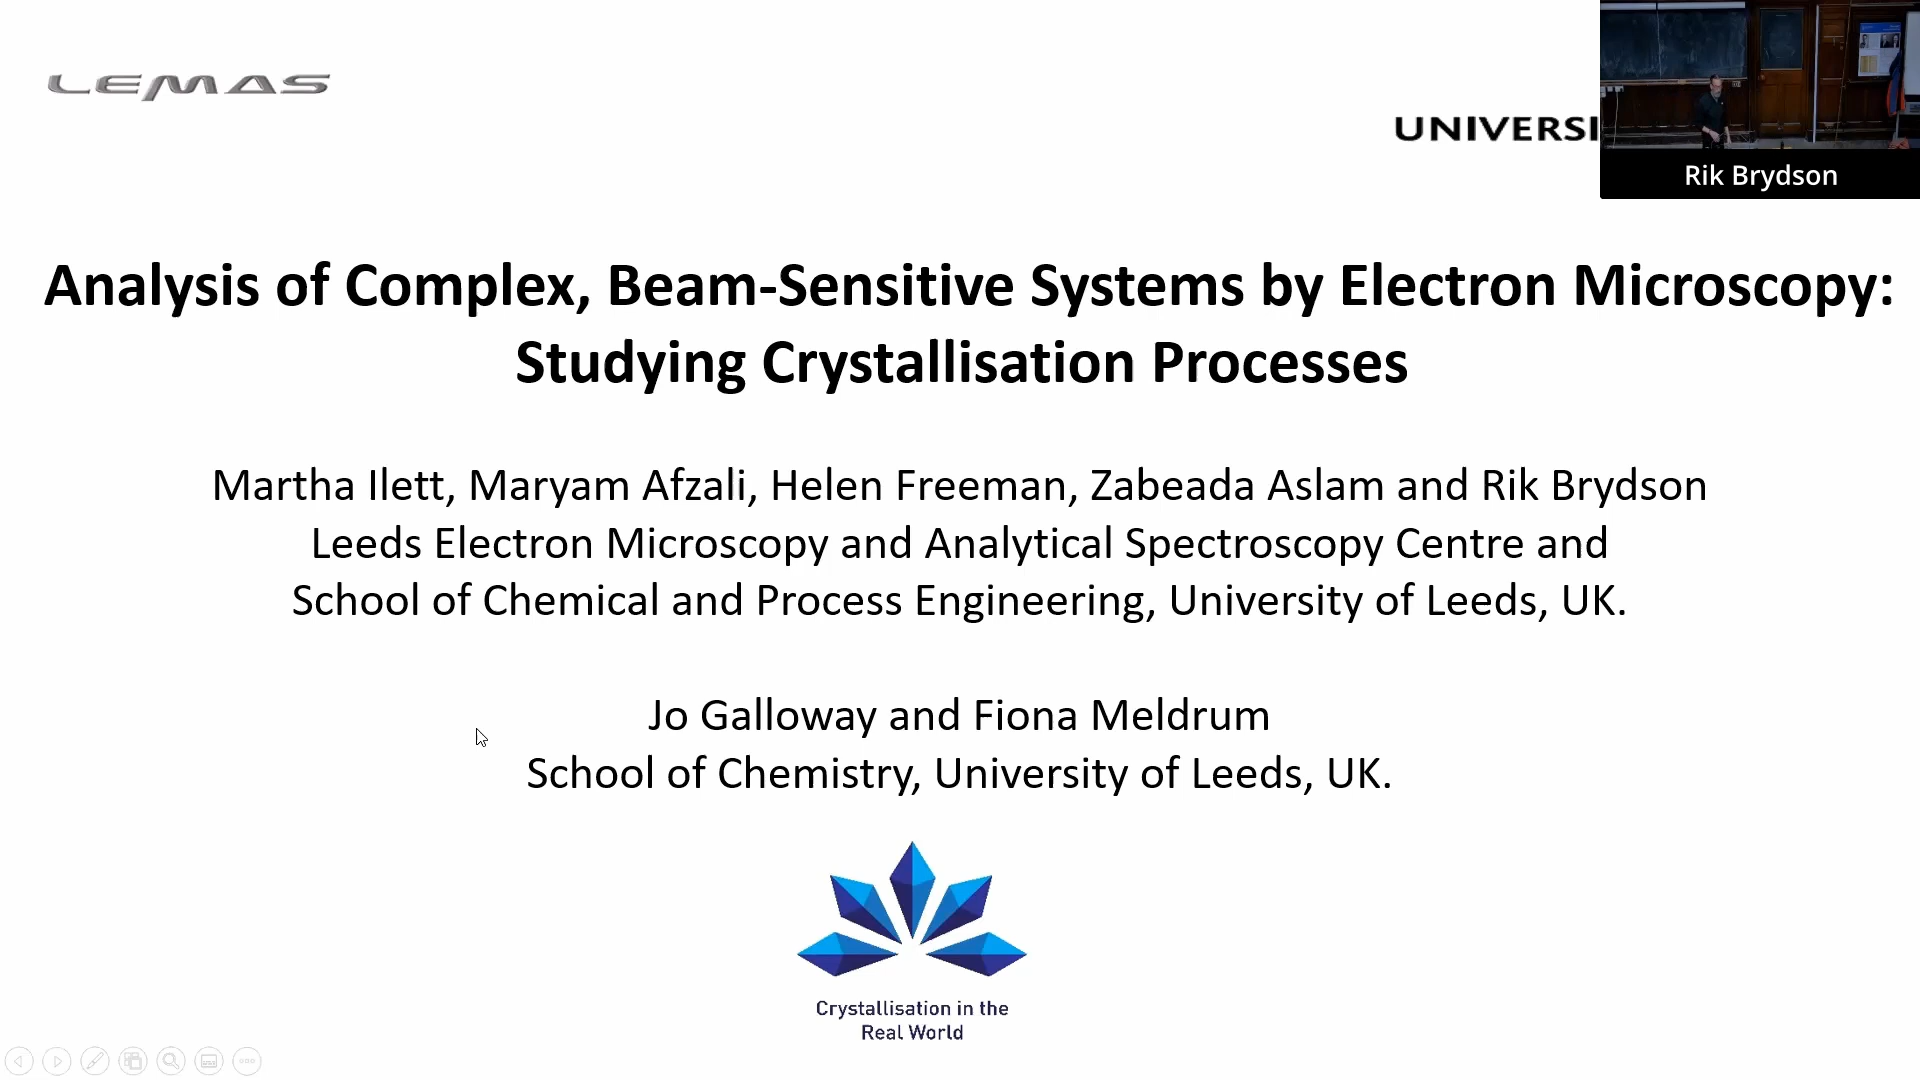 LEMAS
UNIVERSI
Rik Brydson
Analysis of Complex, Beam-Sensitive Systems by Electron Microscopy:
Studying Crystallisation Processes
Martha Ilett, Maryam Afzali, Helen Freeman, Zabeada Aslam and Rik Brydson
Leeds Electron Microscopy and Analytical Spectroscopy Centre and
School of Chemical and Process Engineering, University of Leeds, UK.
Jo Galloway and Fiona Meldrum
School of Chemistry, University of Leeds, UK.
Crystallisation in the
Real World